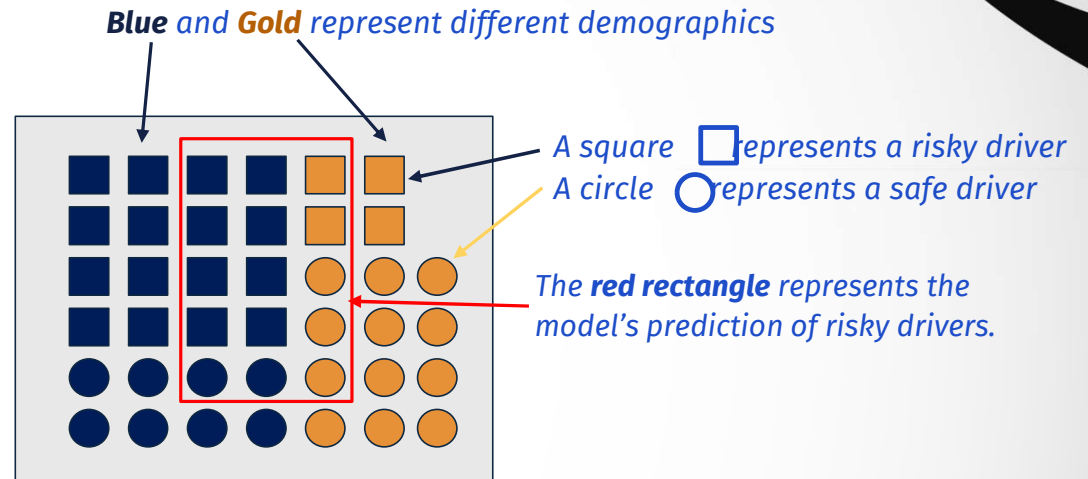 Blue and Gold represent different demographics
A square represents a risky driver
A circle represents a safe driver
The red rectangle represents the
model's prediction of risky drivers.